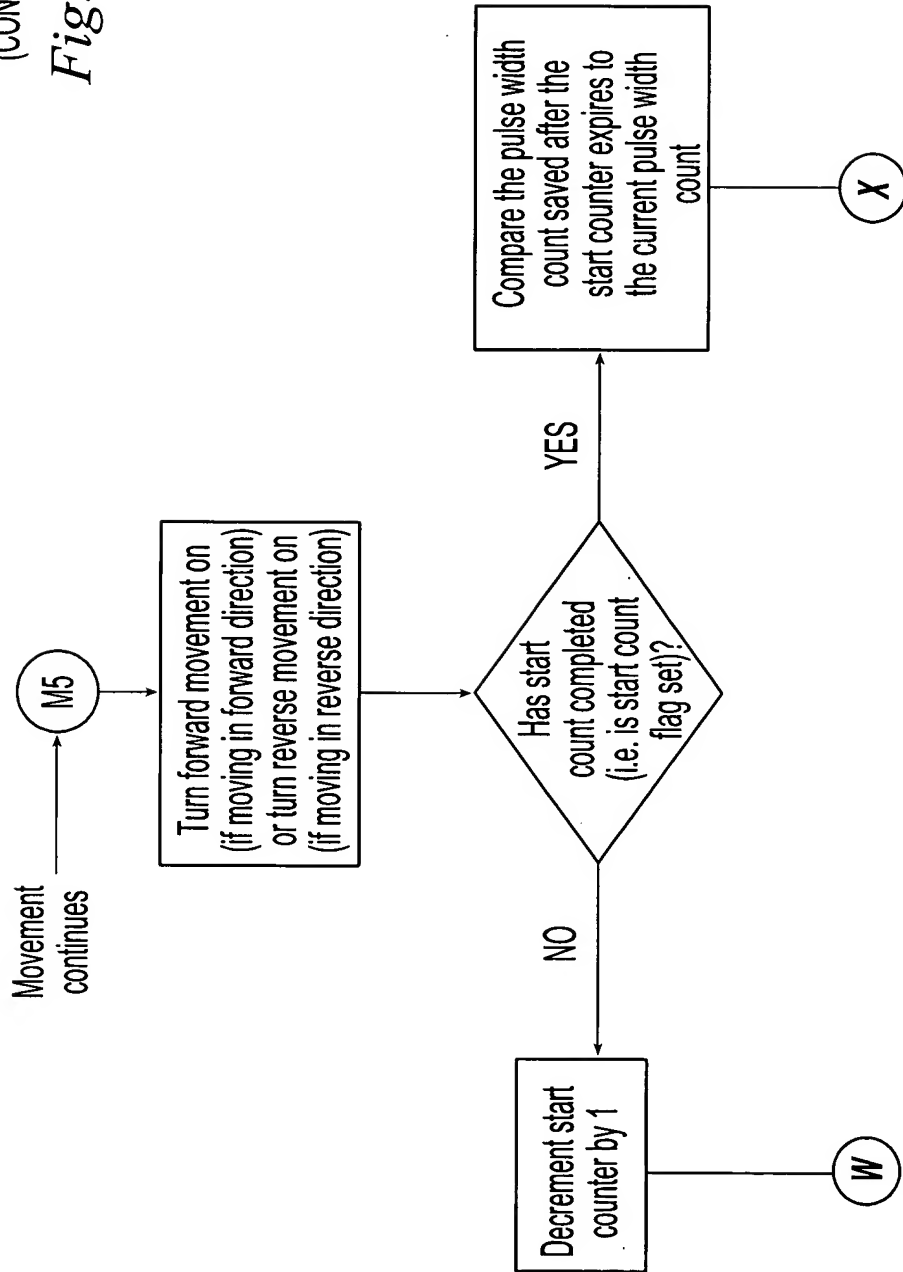 (CON
Fig.
Movement
continues
M5
Turn forward movement on
(if moving in forward direction)
or turn reverse movement on
(if moving in reverse direction)
Has start
count completed
(i.e. is start count
flag set)?
NO
YES
Decrement start
counter by 1
Compare the pulse width
count saved after the
start counter expires to
the current pulse width
count
W
X